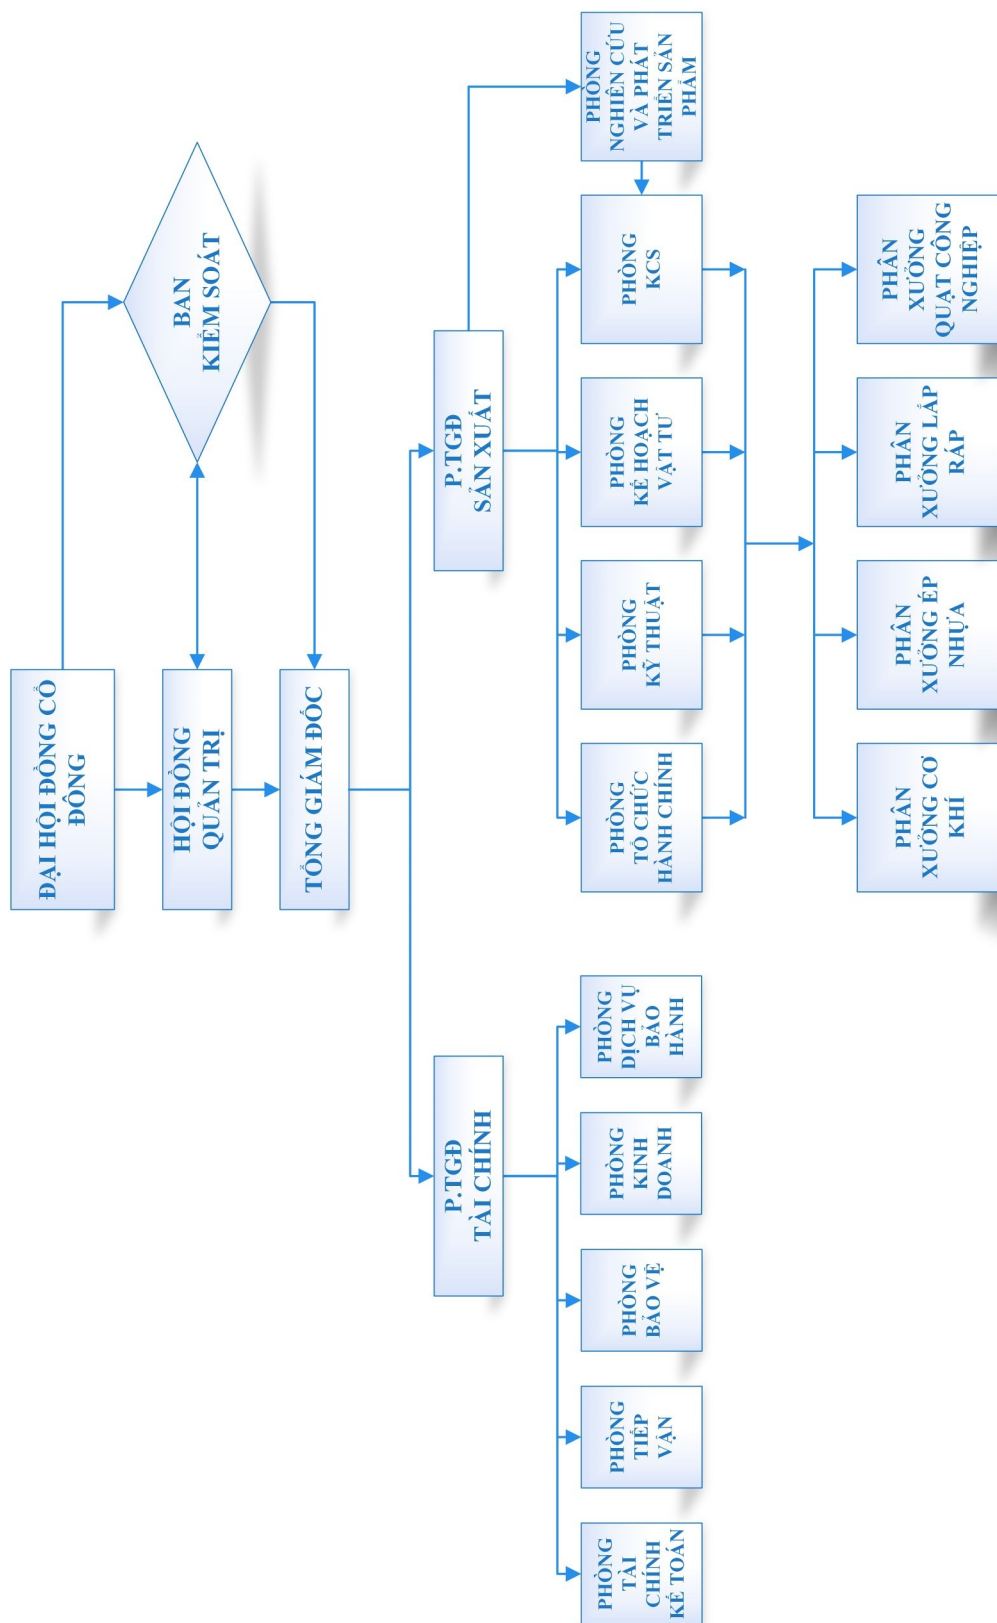 ĐẠI HỘI ĐỒNG CỔ
ĐÔNG
BAN
KIỂM SOÁT
HỘI ĐỒNG
QUẢN TRỊ
TỔNG GIÁM ĐỐC
P.TGĐ
TÀI CHÍNH
P.TGĐ
SẢN XUẤT
PHÒNG
TÀI
CHÍNH
KẾ TOÁN
PHÒNG
TIẾP
VẬN
PHÒNG
BẢO VỆ
PHÒNG
KINH
DOANH
PHÒNG
DỊCH VỤ
BẢO
HÀNH
PHÒNG
TỔ CHỨC
HÀNH CHÍNH
PHÒNG
KỸ THUẬT
PHÒNG
KẾ HOẠCH
VẬT TƯ
PHÒNG
KCS
PHÒNG
NGHIÊN CỨU
VÀ PHÁT
TRIỂN SẢN
PHẨM
PHÂN
XƯỞNG CƠ
KHÍ
PHÂN
XƯỞNG ÉP
NHỰA
PHÂN
XƯỞNG LẮP
RÁP
PHÂN
XƯỞNG
QUẠT CÔNG
NGHIỆP